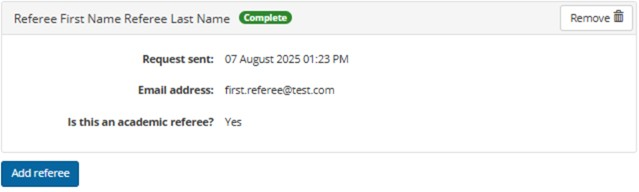 Referee First Name Referee Last Name Complete Remove
Request sent: 07 August 2025 01:23 PM
Email address: first.referee@test.com
Is this an academic referee? Yes
Add referee